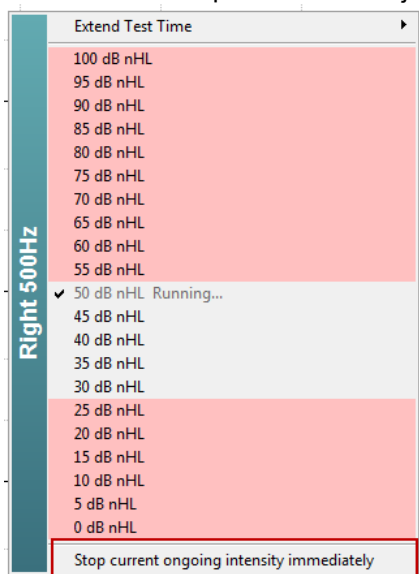 Extend Test Time
100 dB nHL
95 dB nHL
90 dB nHL
85 dB nHL
80 dB nHL
75 dB nHL
70 dB nHL
65 dB nHL
60 dB nHL
55 dB nHL
50 dB nHL Running...
45 dB nHL
40 dB nHL
35 dB nHL
30 dB nHL
25 dB nHL
20 dB nHL
15 dB nHL
10 dB nHL
5 dB nHL
0 dB nHL
Stop current ongoing intensity immediately
Right 500Hz